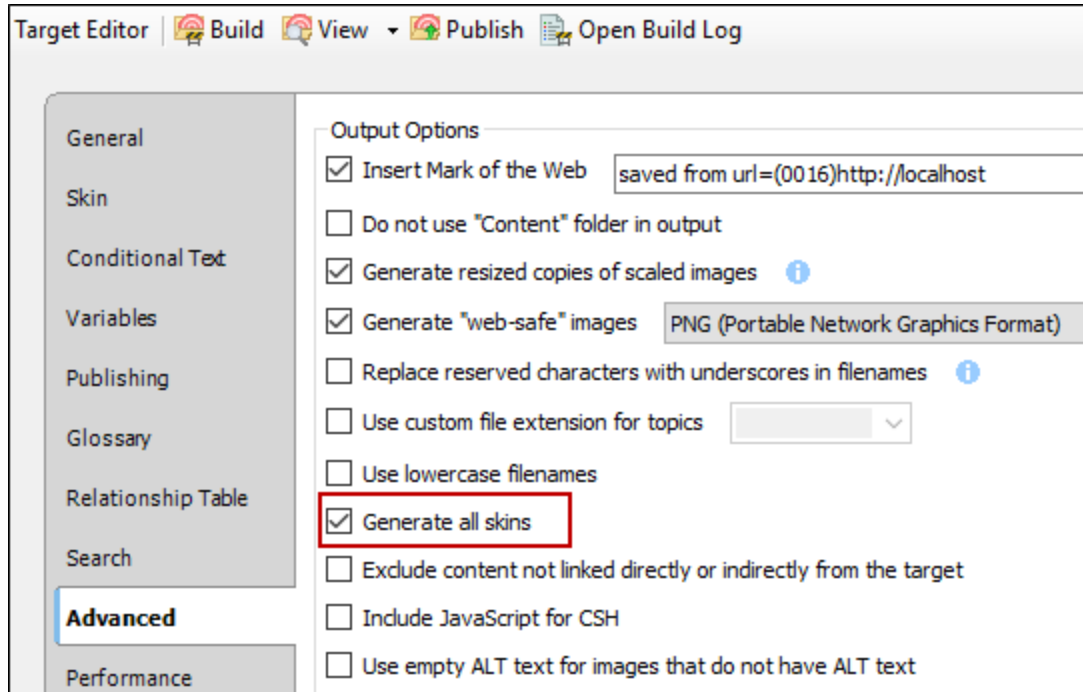 Target Editor Build View Publish Open Build Log
General
Skin
Conditional Text
Variables
Publishing
Glossary
Relationship Table
Search
Advanced
Performance
Output Options
Insert Mark of the Web saved from url=(0016)http://localhost
Do not use "Content" folder in output
Generate resized copies of scaled images
Generate "web-safe" images PNG (Portable Network Graphics Format)
Replace reserved characters with underscores in filenames
Use custom file extension for topics
Use lowercase filenames
Generate all skins
Exclude content not linked directly or indirectly from the target
Include JavaScript for CSH
Use empty ALT text for images that do not have ALT text